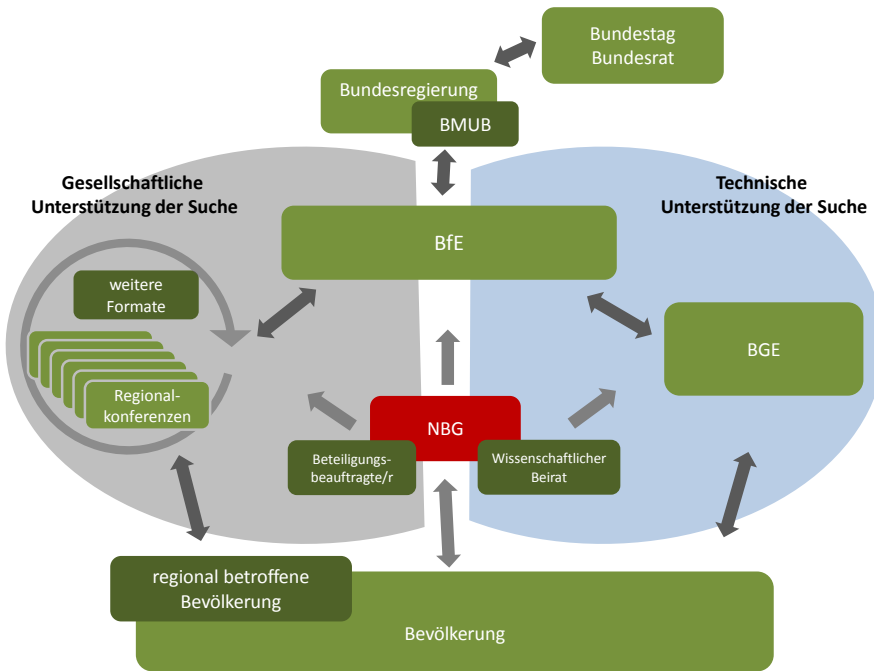 Bundestag
Bundesrat
Bundesregierung
BMUB
Gesellschaftliche
Unterstützung der Suche
Technische
Unterstützung der Suche
BfE
weitere
Formate
BGE
Regional-
konferenzen
NBG
Beteiligungs-
beauftragte/r
Wissenschaftlicher
Beirat
regional betroffene
Bevölkerung
Bevölkerung